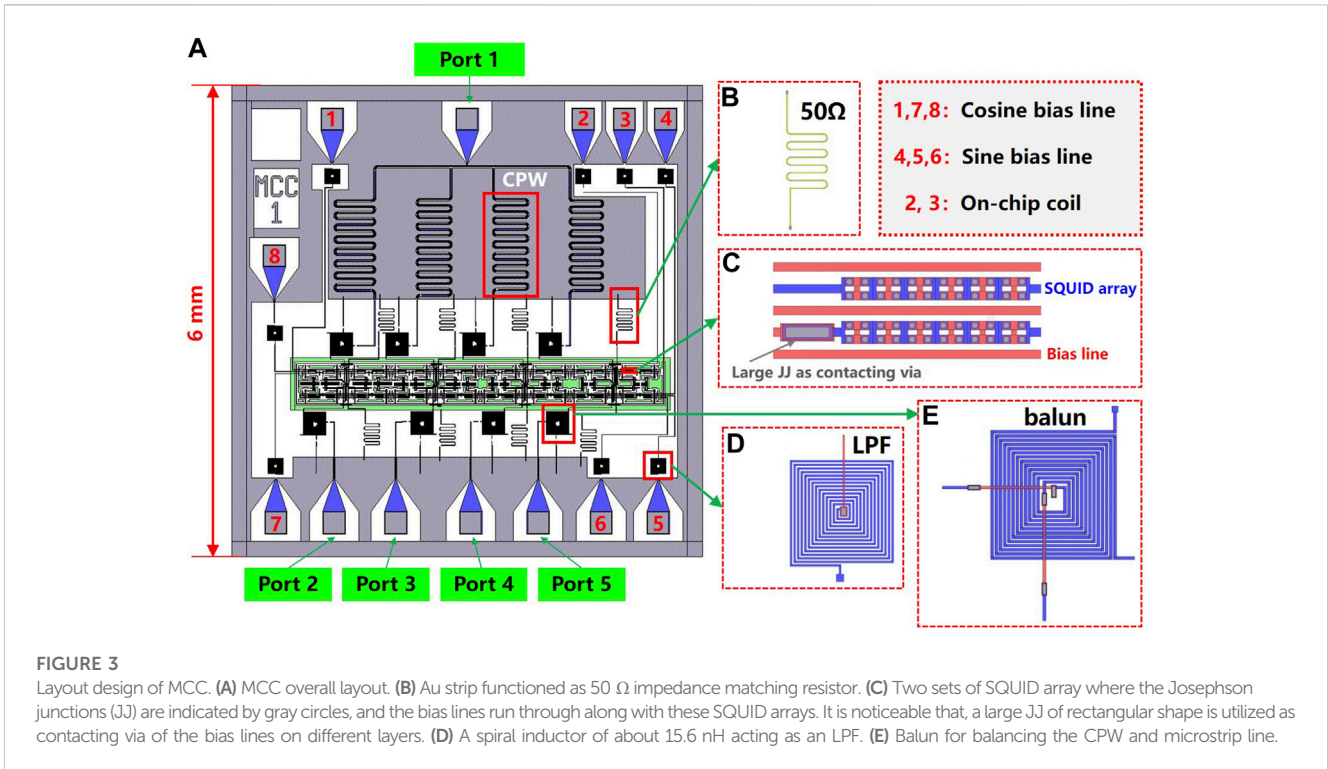 A
Port 1
1
2
3
4
MCC
1
CPW
8
6 mm
7
6
5
Port 2
Port 3
Port 4
Port 5
B
50Ω
1,7,8: Cosine bias line
4,5,6: Sine bias line
2, 3: On-chip coil
C
SQUID array
Bias line
Large JJ as contacting via
D
LPF
E
balun
FIGURE 3
Layout design of MCC. (A) MCC overall layout. (B) Au strip functioned as 50 Ω impedance matching resistor. (C) Two sets of SQUID array where the Josephson
junctions (JJ) are indicated by gray circles, and the bias lines run through along with these SQUID arrays. It is noticeable that, a large JJ of rectangular shape is utilized as
contacting via of the bias lines on different layers. (D) A spiral inductor of about 15.6 nH acting as an LPF. (E) Balun for balancing the CPW and microstrip line.